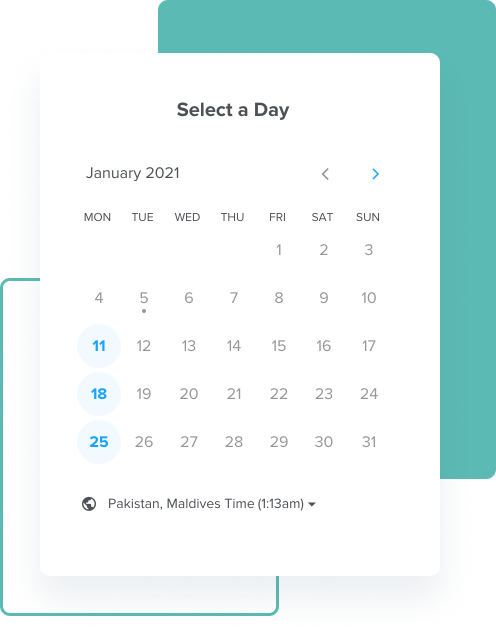 Select a Day
January 2021
MON TUE WED THU FRI SAT SUN
1 2 3
4 5 6 7 8 9 10
11 12 13 14 15 16 17
18 19 20 21 22 23 24
25 26 27 28 29 30 31
Pakistan, Maldives Time (1:13am)